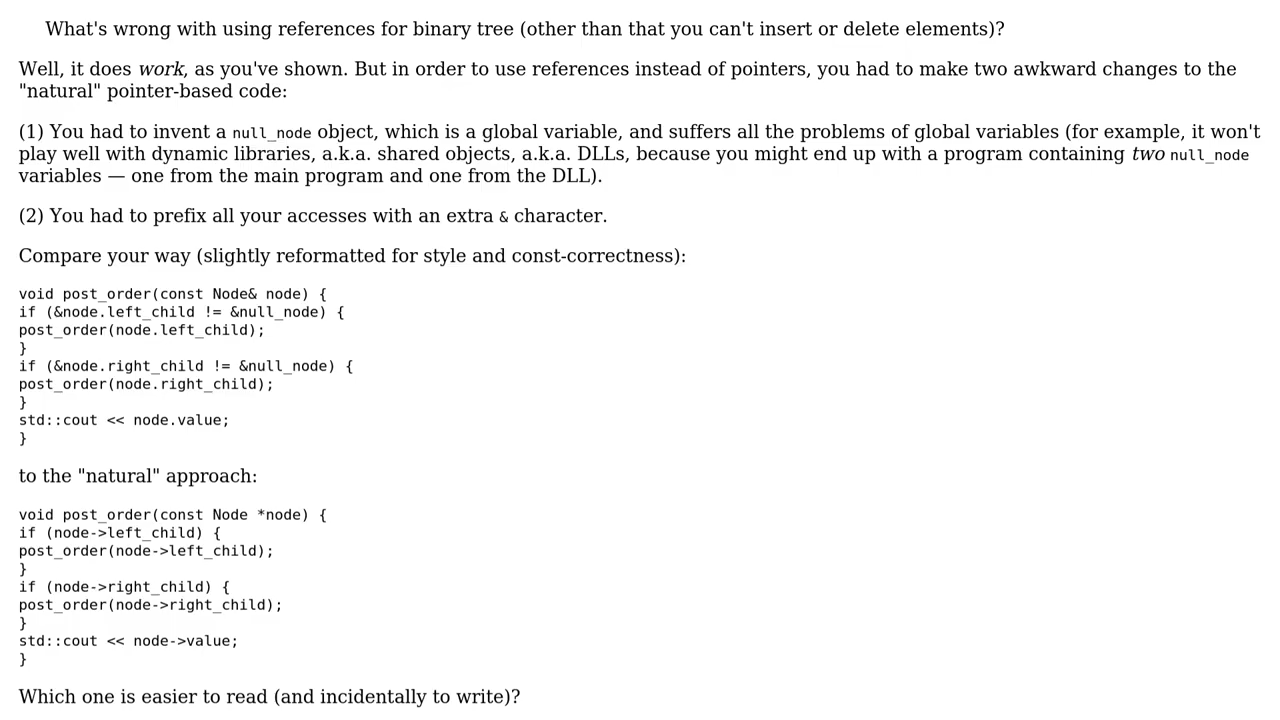 What's wrong with using references for binary tree (other than that you can't insert or delete elements)?
Well, it does work, as you've shown. But in order to use references instead of pointers, you had to make two awkward changes to the
"natural" pointer-based code:
(1) You had to invent a null_node object, which is a global variable, and suffers all the problems of global variables (for example, it won't
play well with dynamic libraries, a.k.a. shared objects, a.k.a. DLLs, because you might end up with a program containing two null_node
variables — one from the main program and one from the DLL).
(2) You had to prefix all your accesses with an extra & character.
Compare your way (slightly reformatted for style and const-correctness):
void post_order(const Node& node) {
if (&node.left_child != &null_node) {
post_order(node.left_child);
}
if (&node.right_child != &null_node) {
post_order(node.right_child);
}
std::cout << node.value;
}
to the "natural" approach:
void post_order(const Node *node) {
if (node->left_child) {
post_order(node->left_child);
}
if (node->right_child) {
post_order(node->right_child);
}
std::cout << node->value;
}
Which one is easier to read (and incidentally to write)?